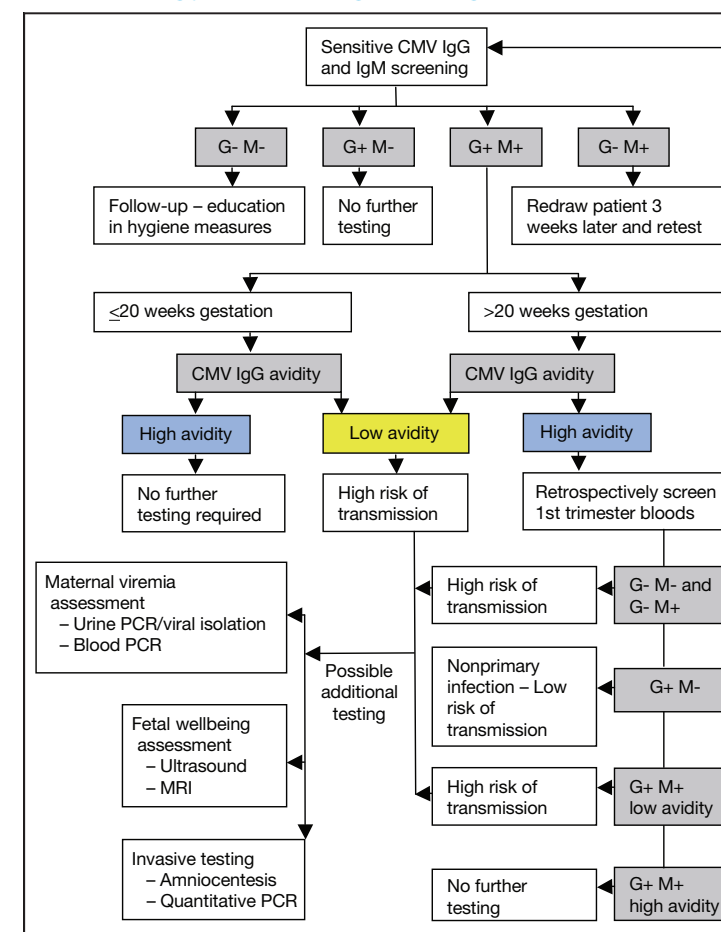 Sensitive CMV IgG
and IgM screening
G- M-
G+ M-
G+ M+
G- M+
Follow-up – education
in hygiene measures
No further
testing
Redraw patient 3
weeks later and retest
≤20 weeks gestation
>20 weeks gestation
CMV IgG avidity
CMV IgG avidity
High avidity
Low avidity
High avidity
No further
testing required
High risk of
transmission
Retrospectively screen
1st trimester bloods
Maternal viremia
assessment
– Urine PCR/viral isolation
– Blood PCR
High risk of
transmission
G- M- and
G- M+
Possible
additional
testing
Nonprimary
infection – Low
risk of
transmission
G+ M-
Fetal wellbeing
assessment
– Ultrasound
– MRI
High risk of
transmission
G+ M+
low avidity
Invasive testing
– Amniocentesis
– Quantitative PCR
No further
testing
G+ M+
high avidity